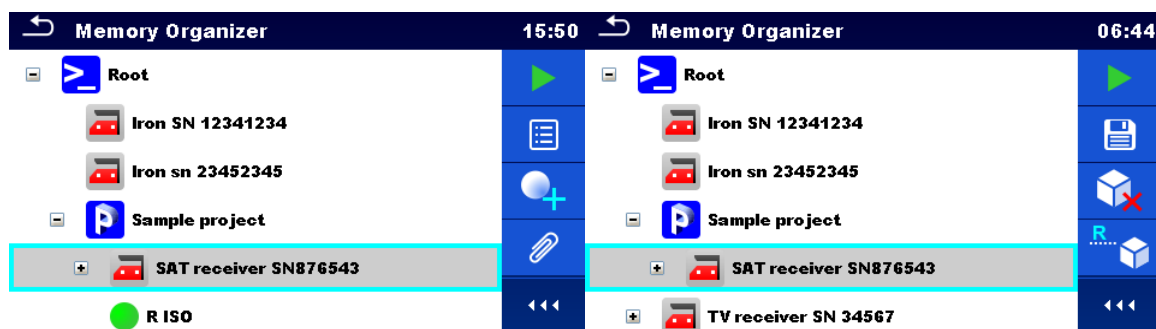 Memory Organizer 15:50
Root
Iron SN 12341234
Iron sn 23452345
Sample project
SAT receiver SN876543
R ISO
Memory Organizer 06:44
Root
Iron SN 12341234
Iron sn 23452345
Sample project
SAT receiver SN876543
TV receiver SN 34567
R